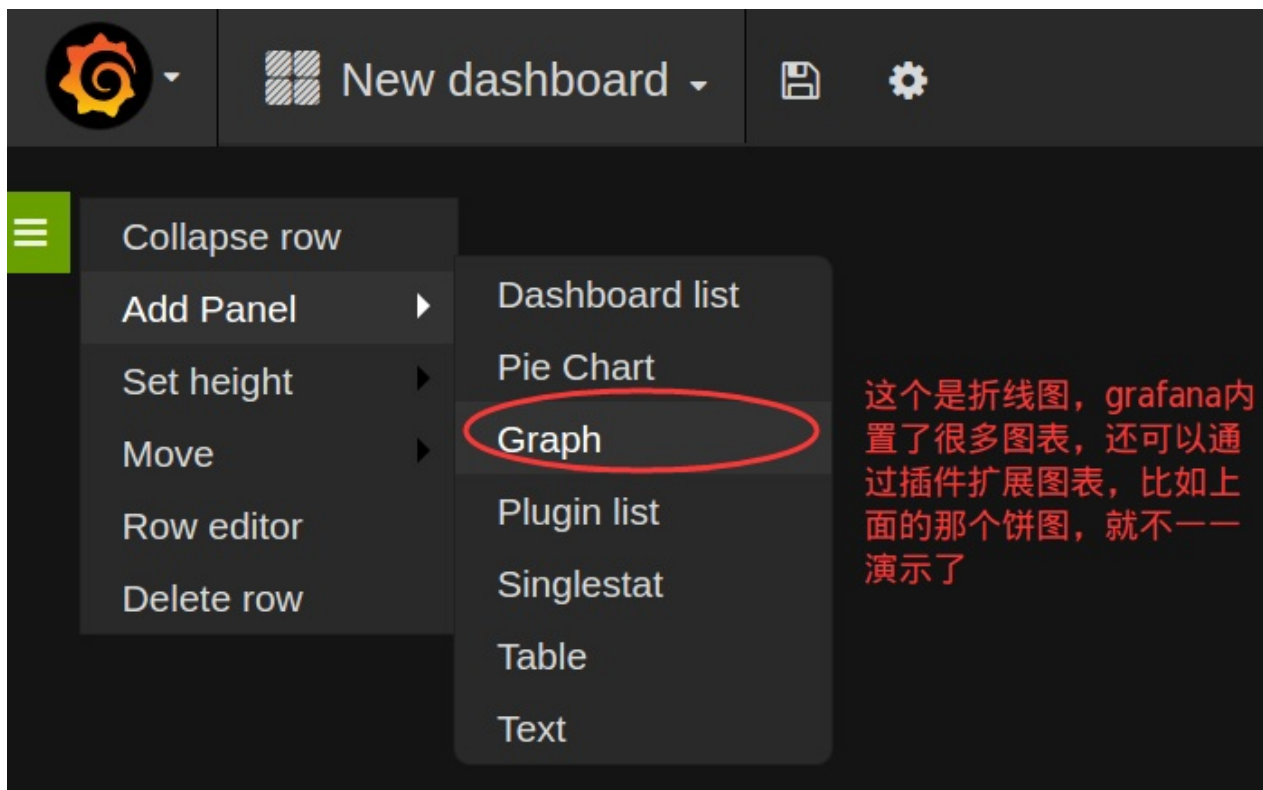 New dashboard
Collapse row
Add Panel
Set height
Move
Row editor
Delete row
Dashboard list
Pie Chart
Graph
Plugin list
Singlestat
Table
Text
这个是折线图，grafana内
置了很多图表，还可以通
过插件扩展图表，比如上
面的那个饼图，就不一一
演示了